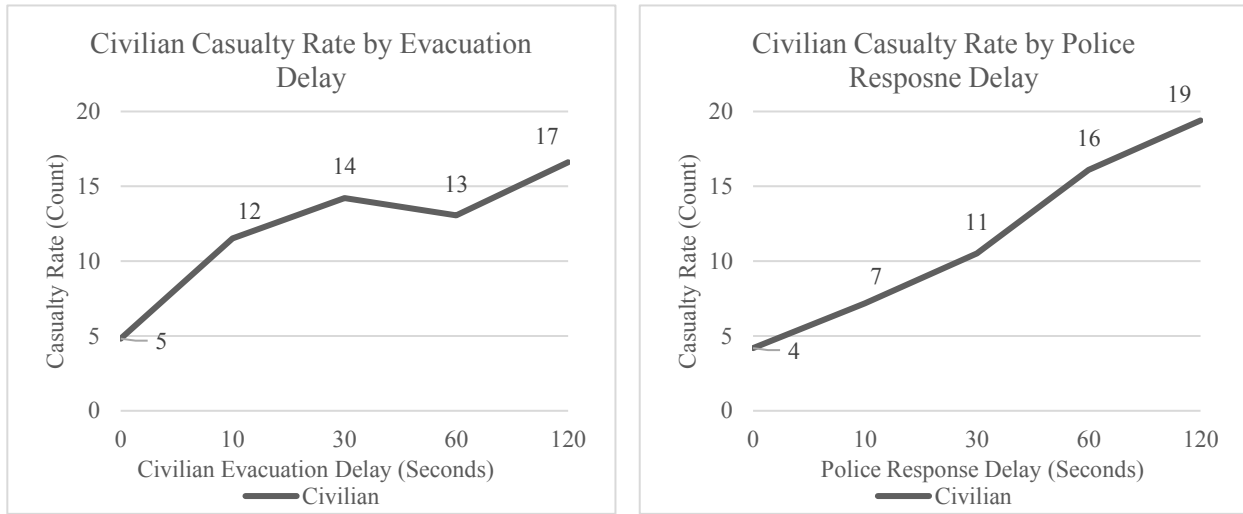 Civilian Casualty Rate by Evacuation
Delay
Casualty Rate (Count)
20
15
10
5
0
5
12
14
13
17
0 10 30 60 120
Civilian Evacuation Delay (Seconds)
Civilian
Civilian Casualty Rate by Police
Resposne Delay
Casualty Rate (Count)
20
15
10
5
0
4
7
11
16
19
0 10 30 60 120
Police Response Delay (Seconds)
Civilian